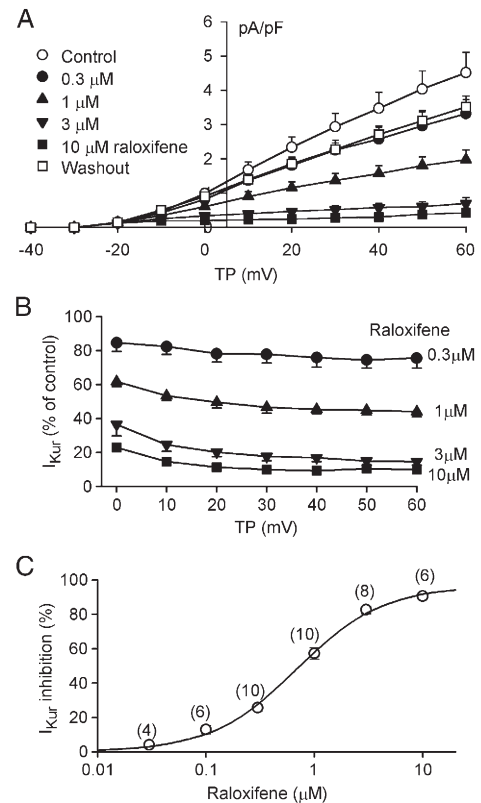 A
pA/pF
6
5
4
3
2
0
Control
0.3 μM
1 μM
3 μM
10 μM raloxifene
Washout
-40 -20 0 20 40 60
TP (mV)
B
I Kur (% of control)
100
80
60
40
20
0
Raloxifene
0.3μM
1μM
3μM
10μM
0 10 20 30 40 50 60
TP (mV)
C
I Kur inhibition (%)
100
80
60
40
20
0
(4)
(6)
(10)
(10)
(8)
(6)
0.01 0.1 1 10
Raloxifene (μM)